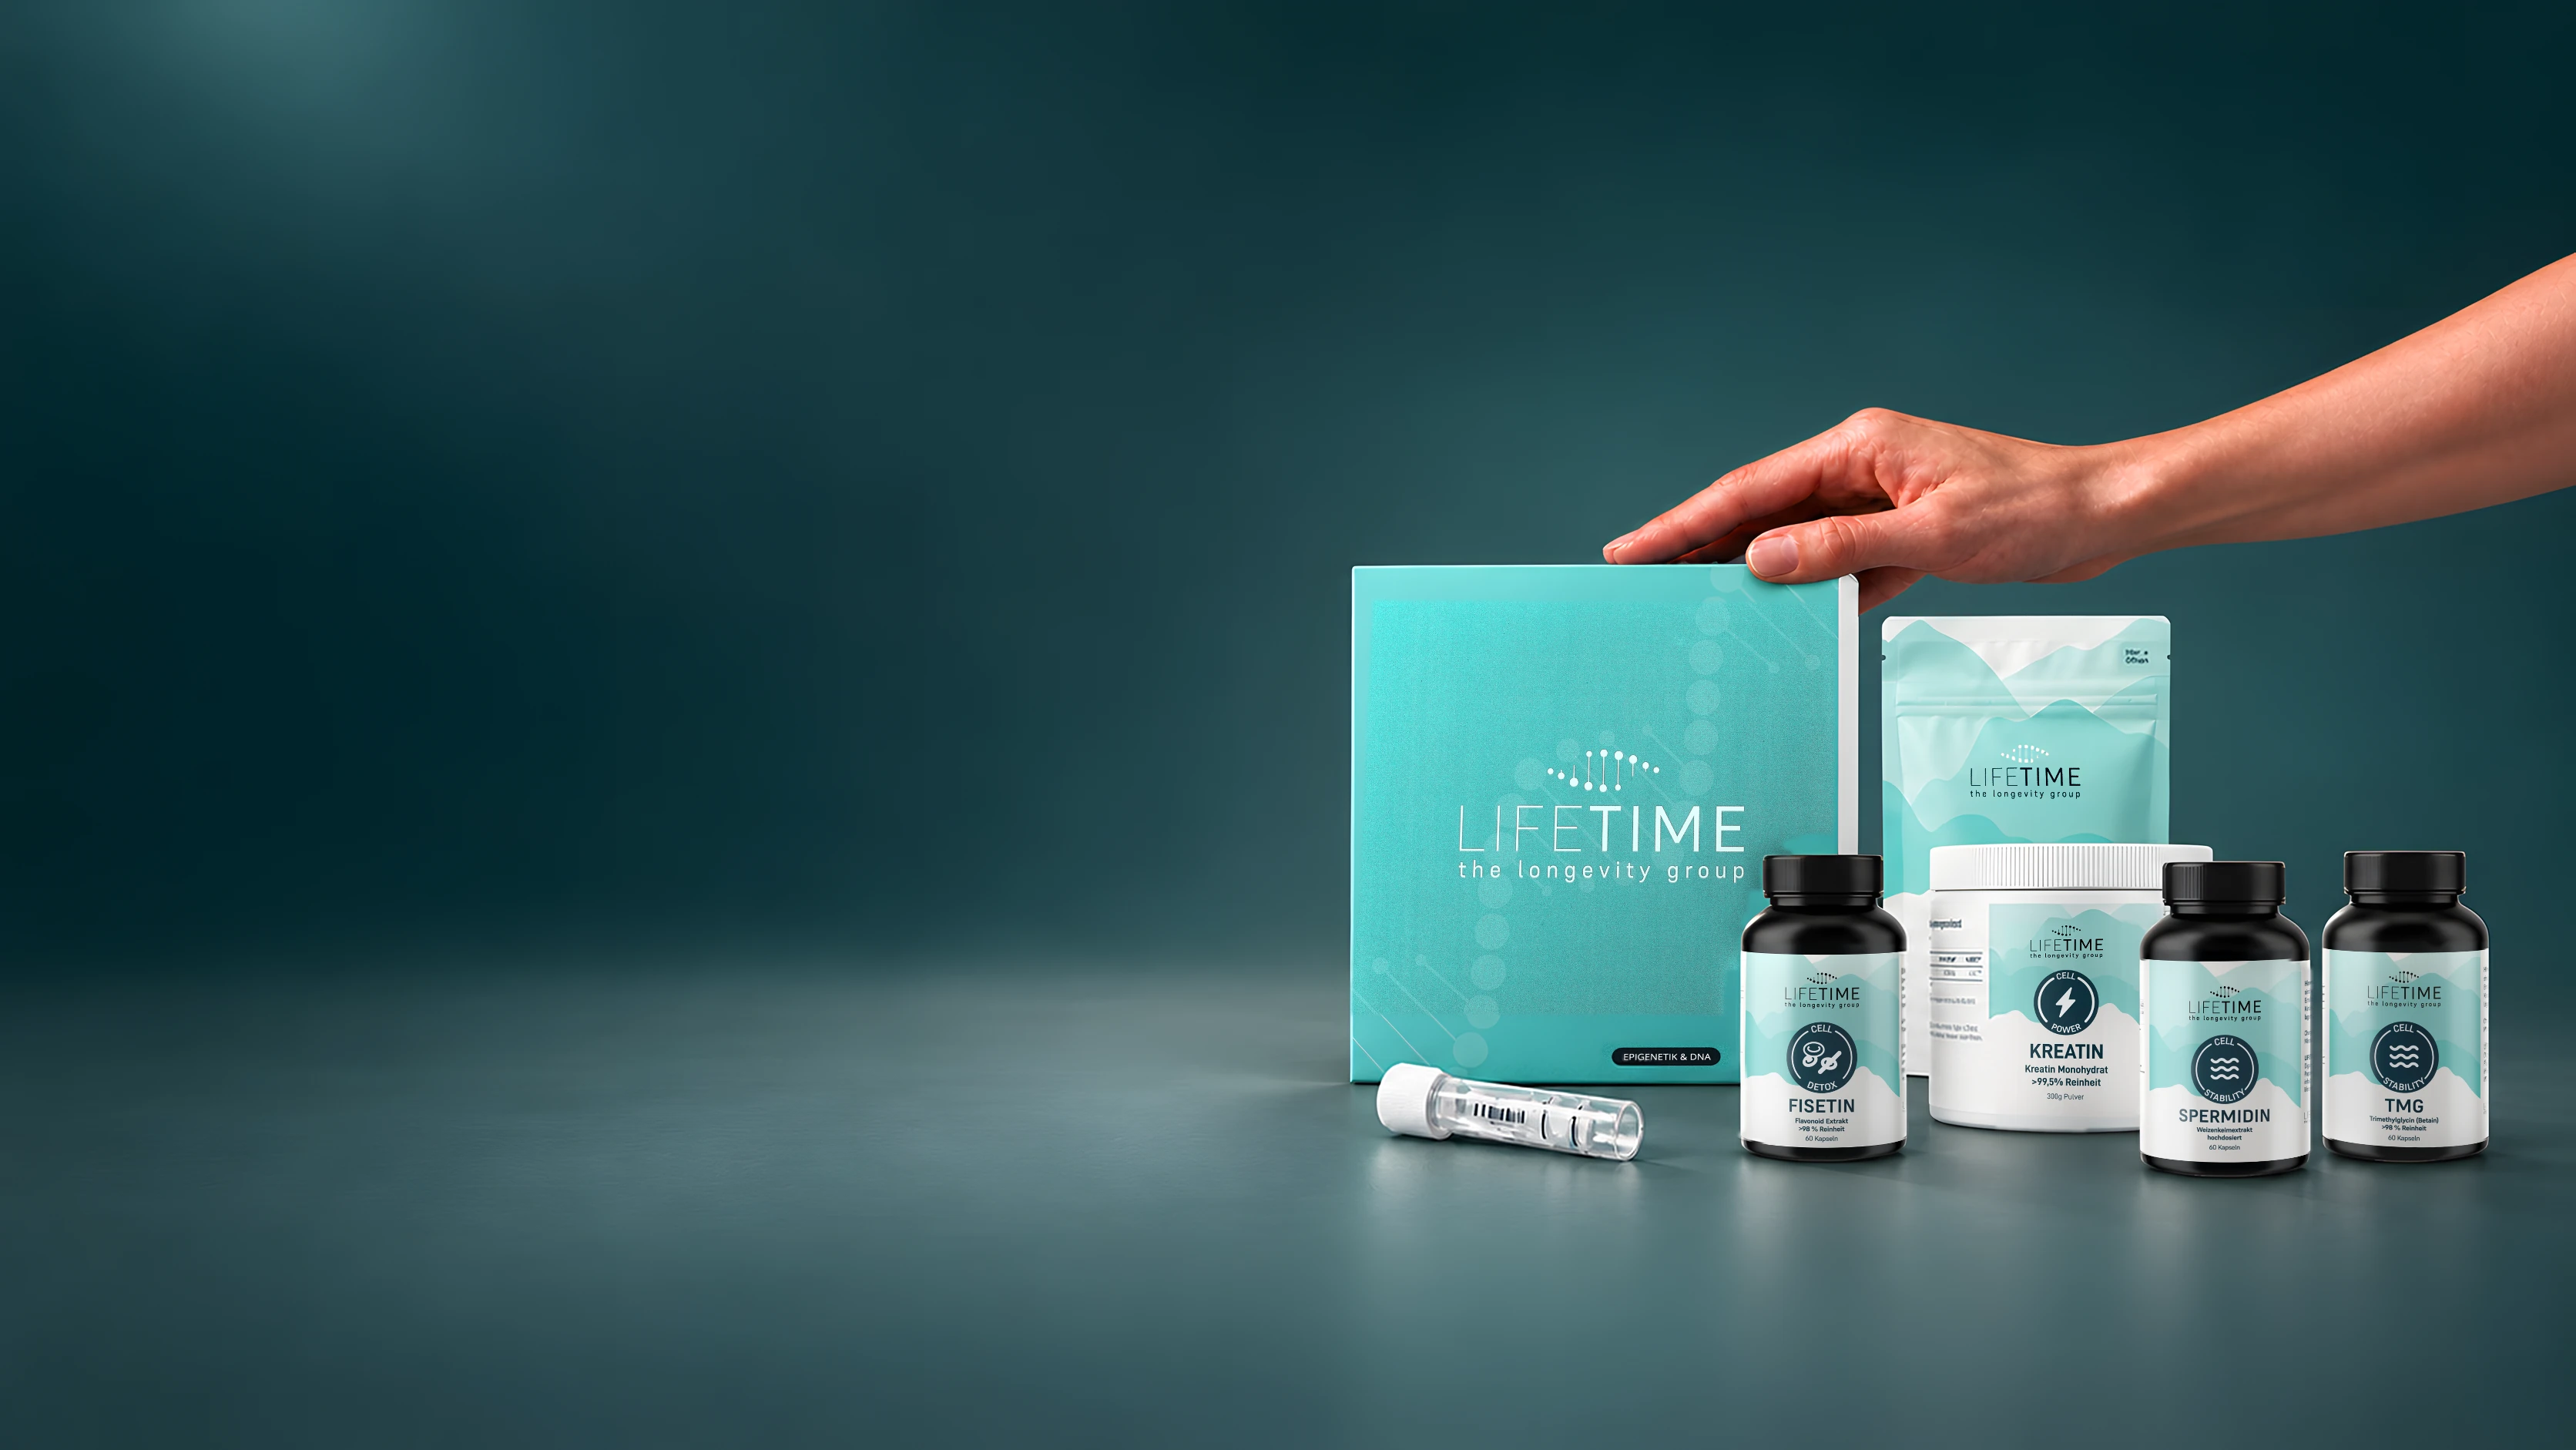 LIFETIME
the longevity group
EPIGENETIK & DNA
LIFETIME
the longevity group
LIFETIME
the longevity group
CELL
DETOX
FISETIN
Flavonoid Extrakt
>98 % Reinheit
60 Kapseln
LIFETIME
the longevity group
CELL
POWER
KREATIN
Kreatin Monohydrat
>99,5% Reinheit
300g Pulver
LIFETIME
the longevity group
CELL
STABILITY
SPERMIDIN
Weizenkeimextrakt
hochdosiert
60 Kapseln
LIFETIME
the longevity group
CELL
STABILITY
TMG
Trimethylglycin (Betain)
>98 % Reinheit
60 Kapseln